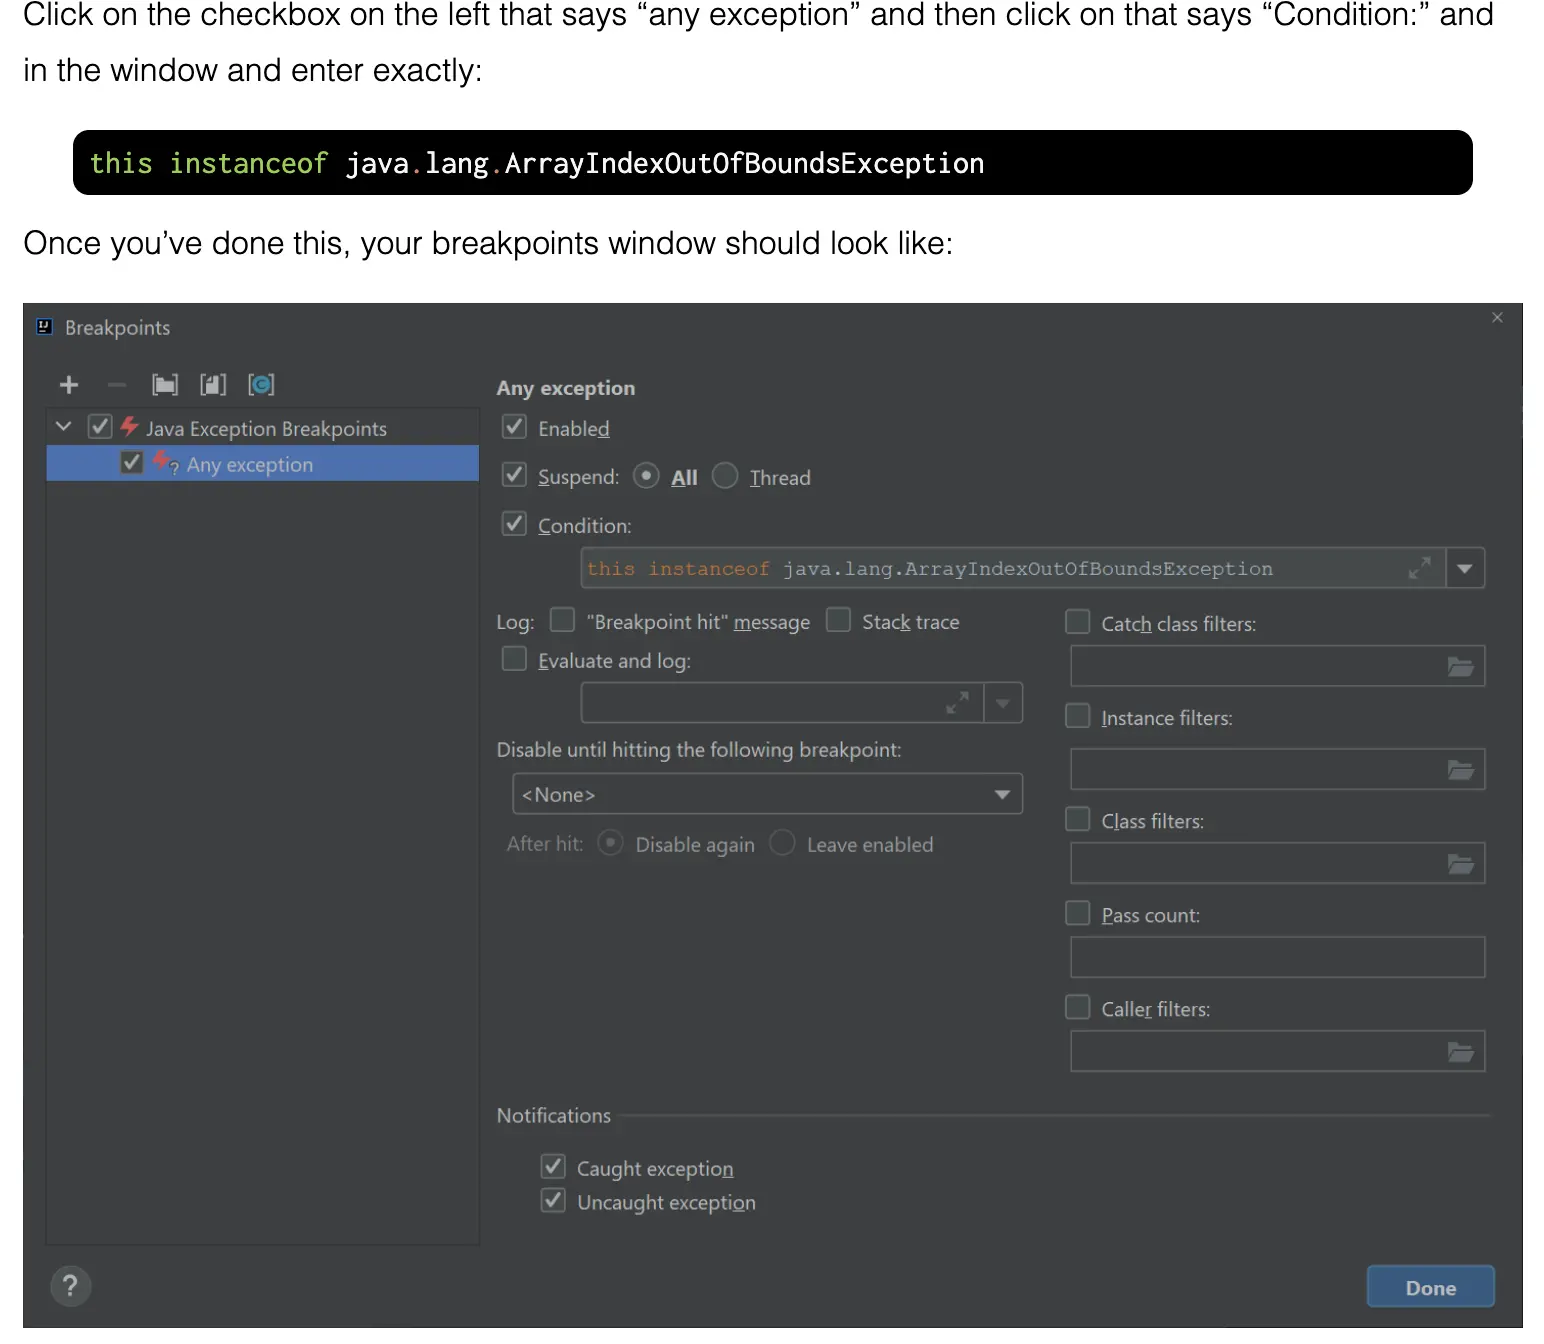 Click on the checkbox on the left that says “any exception” and then click on that says “Condition:” and
in the window and enter exactly:
this instanceof java.lang.ArrayIndexOutOfBoundsException
Once you’ve done this, your breakpoints window should look like:
Breakpoints
Any exception
Java Exception Breakpoints
Any exception
Enabled
Suspend: All Thread
Condition:
this instanceof java.lang.ArrayIndexOutOfBoundsException
Log: "Breakpoint hit" message Stack trace
Evaluate and log:
Disable until hitting the following breakpoint:
<None>
After hit: Disable again Leave enabled
Catch class filters:
Instance filters:
Class filters:
Pass count:
Caller filters:
Notifications
Caught exception
Uncaught exception
?
Done